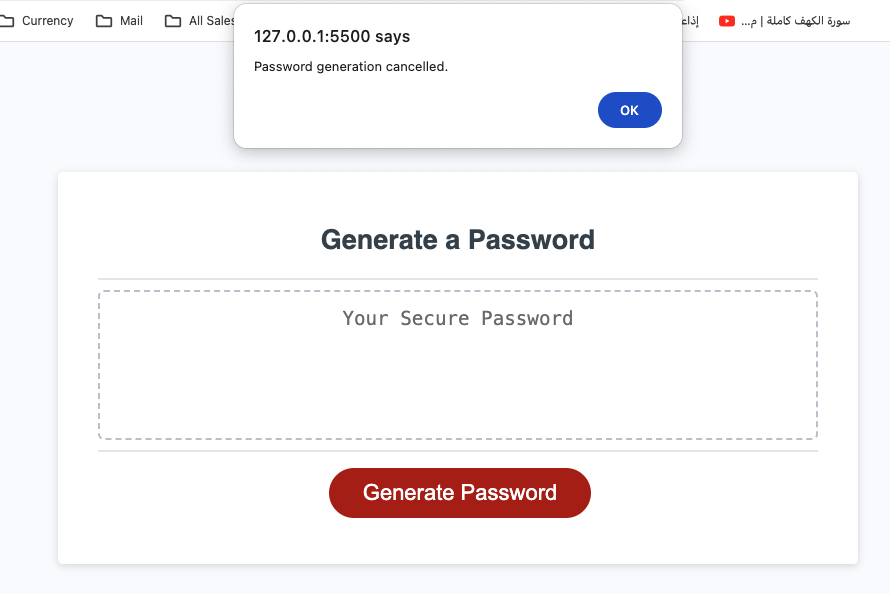 Currency
Mail
All Sales
127.0.0.1:5500 says
Password generation cancelled.
OK
سورة الكهف كاملة | م...
Generate a Password
Your Secure Password
Generate Password